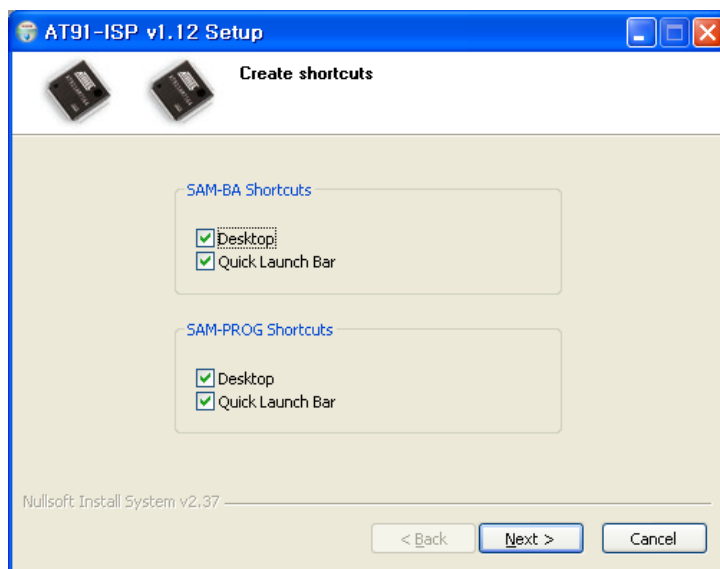 AT91-ISP v1.12 Setup
Create shortcuts
SAM-BA Shortcuts
Desktop
Quick Launch Bar
SAM-PROG Shortcuts
Desktop
Quick Launch Bar
Nullsoft Install System v2.37
< Back Next > Cancel